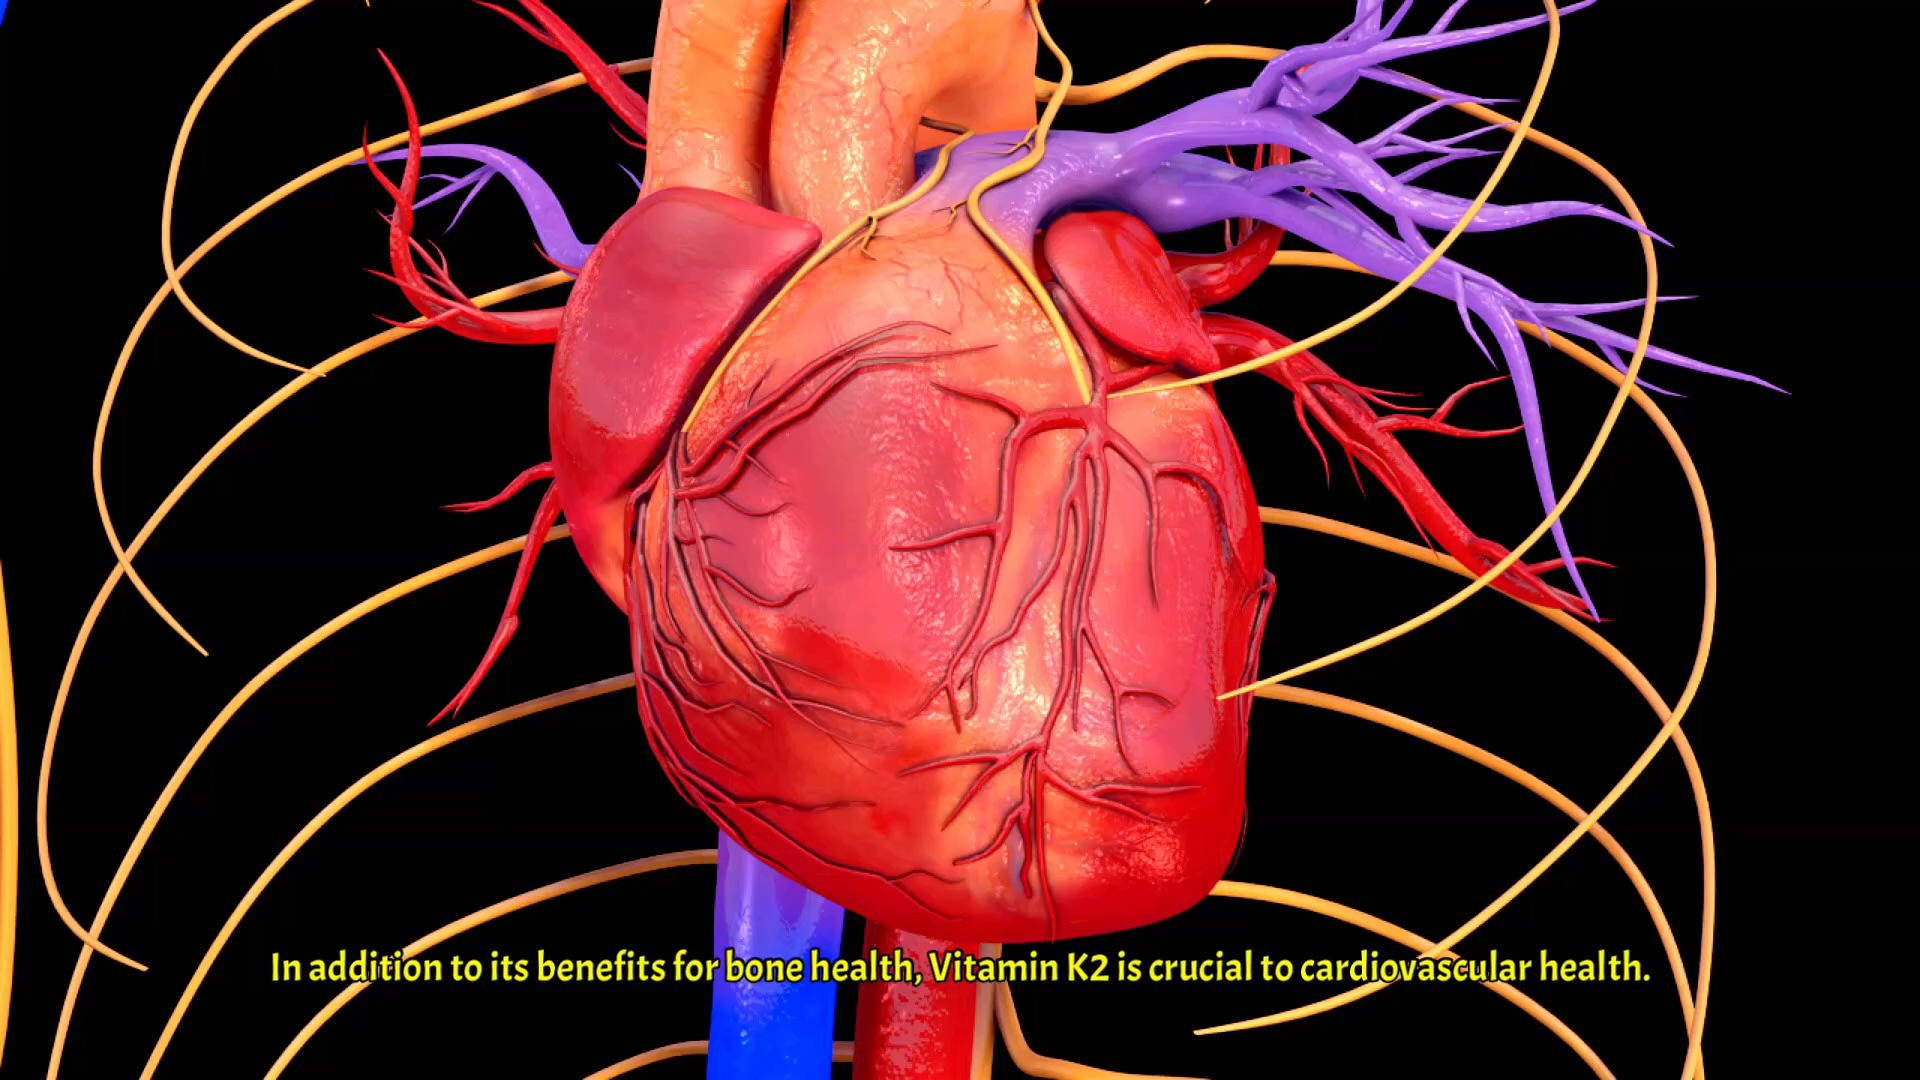 In addition to its benefits for bone health, Vitamin K2 is crucial to cardiovascular health.